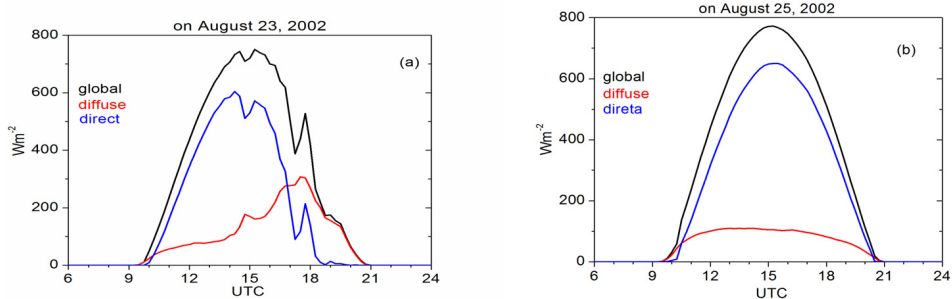 on August 23, 2002
800
600
400
200
0
Wm-2
global
diffuse
direct
(a)
6 9 12 15 18 21 24
UTC
on August 25, 2002
800
600
400
200
0
Wm-2
global
diffuse
direta
(b)
6 9 12 15 18 21 24
UTC